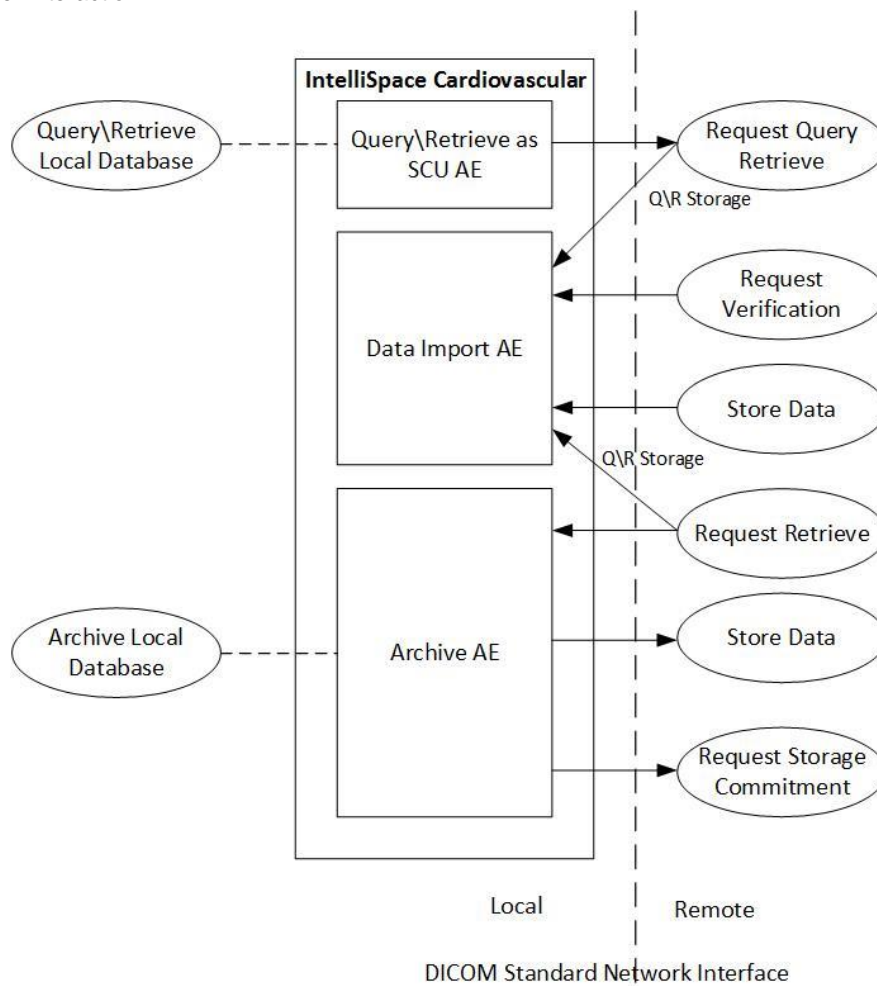 IntelliSpace Cardiovascular
Query\Retrieve
Local Database
Query\Retrieve as
SCU AE
Request Query
Retrieve
Q\R Storage
Request
Verification
Data Import AE
Store Data
Q\R Storage
Request Retrieve
Archive Local
Database
Archive AE
Store Data
Request Storage
Commitment
Local
Remote
DICOM Standard Network Interface